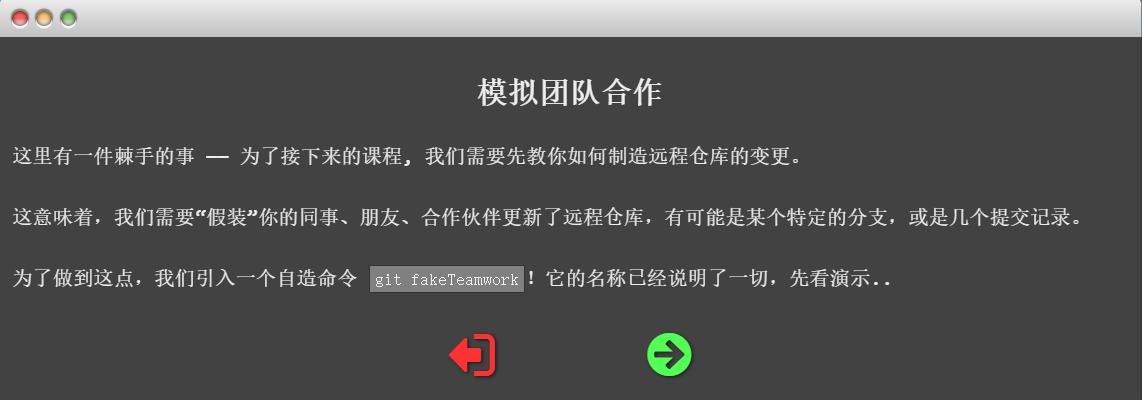 模拟团队合作
这里有一件棘手的事 —— 为了接下来的课程, 我们需要先教你如何制造远程仓库的变更。
这意味着，我们需要“假装”你的同事、朋友、合作伙伴更新了远程仓库，有可能是某个特定的分支，或是几个提交记录。
为了做到这点，我们引入一个自造命令 git fakeTeamwork！它的名称已经说明了一切，先看演示..